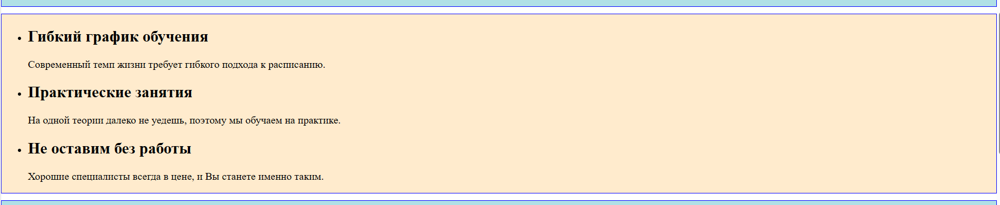 Гибкий график обучения
Современный темп жизни требует гибкого подхода к расписанию.
Практические занятия
На одной теории далеко не уедешь, поэтому мы обучаем на практике.
Не оставим без работы
Хорошие специалисты всегда в цене, и Вы станете именно таким.